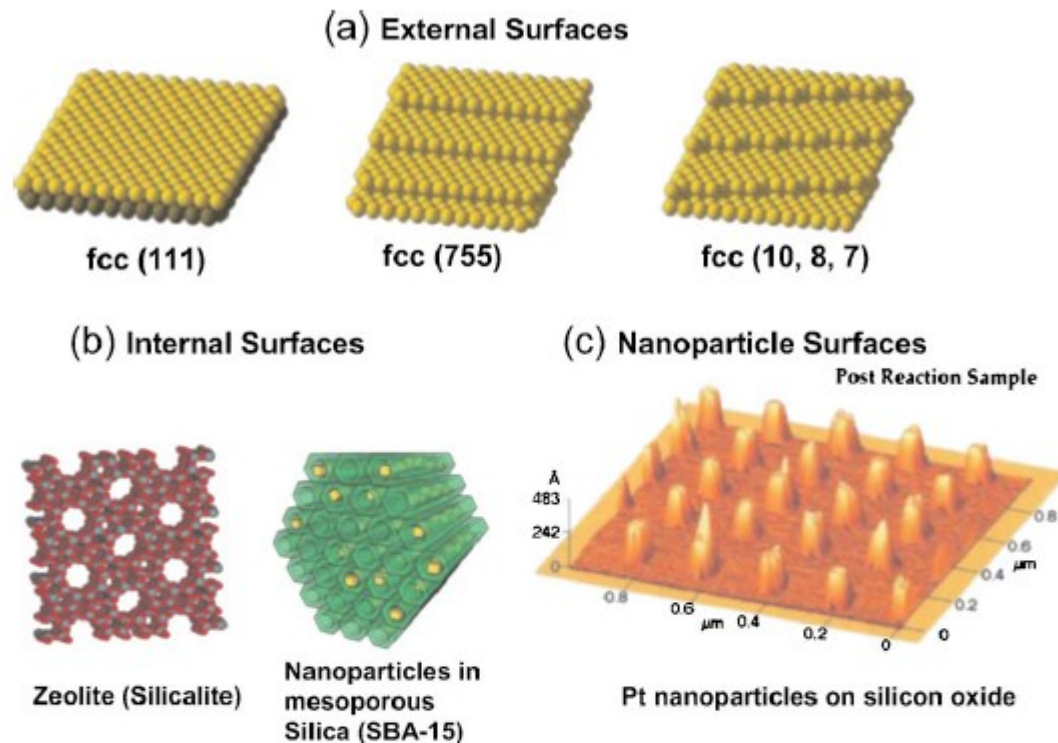 (a) External Surfaces
fcc (111)
fcc (755)
fcc (10, 8, 7)
(b) Internal Surfaces
Zeolite (Silicalite)
Nanoparticles in
mesoporous
Silica (SBA-15)
(c) Nanoparticle Surfaces
Post Reaction Sample
Å
483
242
0
0.8
0.6
μm
0.4
0.2
0
0
0.2
0.4
μm
0.6
0.8
Pt nanoparticles on silicon oxide